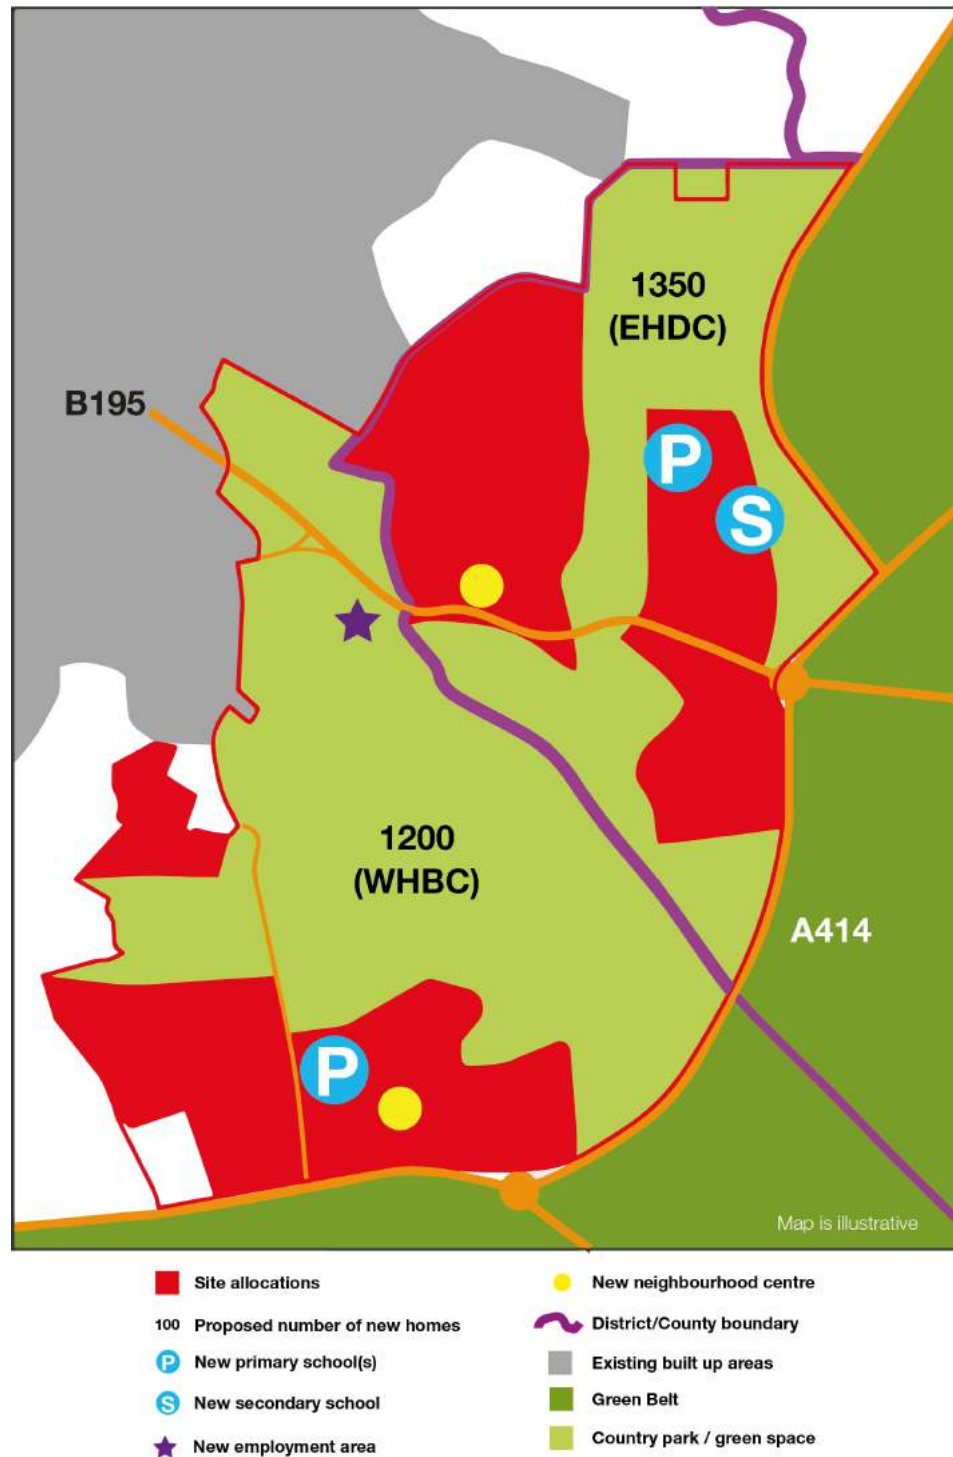 1350
(EHDC)
B195
P
S
1200
(WHBC)
A414
P
Map is illustrative
Site allocations
100 Proposed number of new homes
P New primary school(s)
S New secondary school
New employment area
New neighbourhood centre
District/County boundary
Existing built up areas
Green Belt
Country park / green space